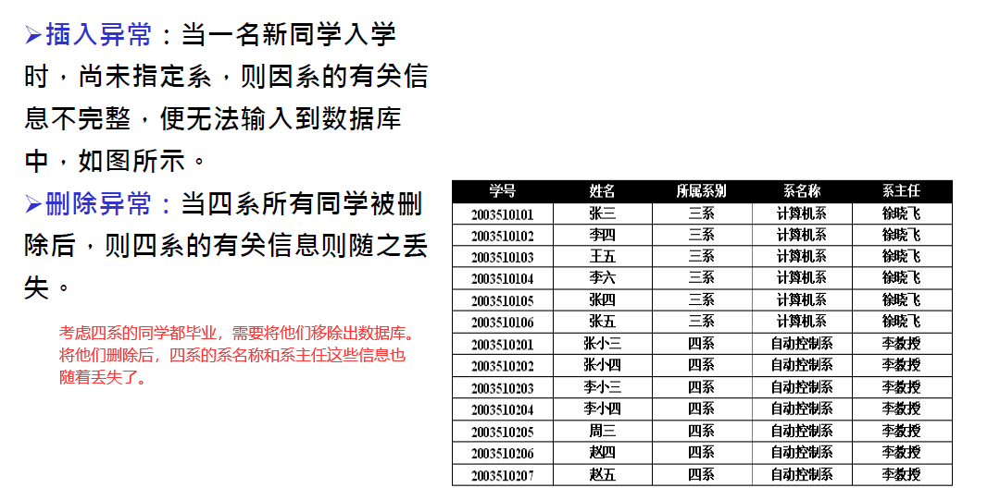 ➢插入异常：当一名新同学入学
时，尚未指定系，则因系的有关信
息不完整，便无法输入到数据库
中，如图所示。
➢删除异常：当四系所有同学被删
除后，则四系的有关信息则随之丢
失。
考虑四系的同学都毕业，需要将他们移除出数据库。
将他们删除后，四系的系名称和系主任这些信息也
随着丢失了。
学号 姓名 所属系别 系名称 系主任
2003510101 张三 三系 计算机系 徐晓飞
2003510102 李四 三系 计算机系 徐晓飞
2003510103 王五 三系 计算机系 徐晓飞
2003510104 李六 三系 计算机系 徐晓飞
2003510105 张四 三系 计算机系 徐晓飞
2003510106 张五 三系 计算机系 徐晓飞
2003510201 张小三 四系 自动控制系 李教授
2003510202 张小四 四系 自动控制系 李教授
2003510203 李小三 四系 自动控制系 李教授
2003510204 李小四 四系 自动控制系 李教授
2003510205 周三 四系 自动控制系 李教授
2003510206 赵四 四系 自动控制系 李教授
2003510207 赵五 四系 自动控制系 李教授